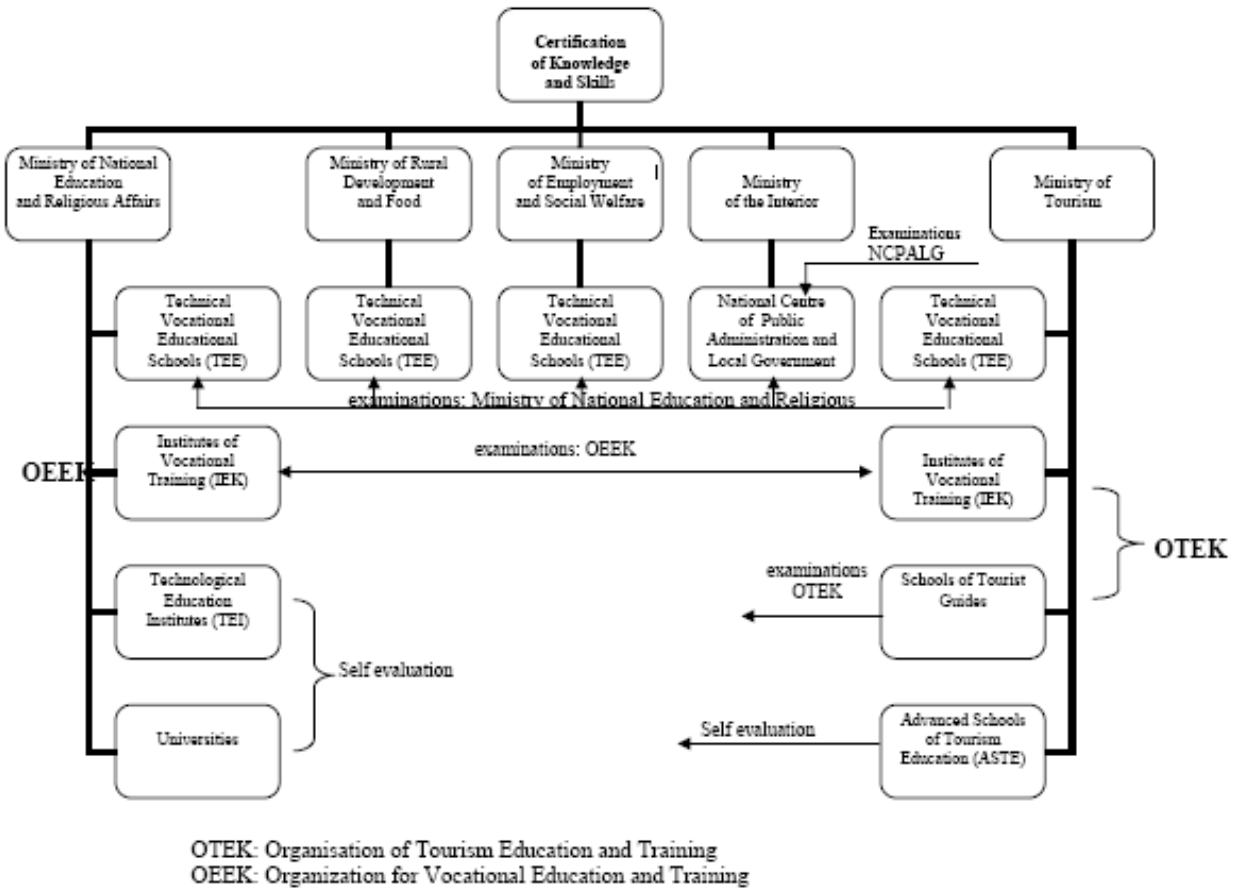 Certification
of Knowledge
and Skills
Ministry of National
Education
and Religious Affairs
Ministry of Rural
Development
and Food
Ministry
of Employment
and Social Welfare
Ministry
of the Interior
Ministry of
Tourism
Examinations
NCPALG
Technical
Vocational
Educational
Schools (TEE)
Technical
Vocational
Educational
Schools (TEE)
Technical
Vocational
Educational
Schools (TEE)
National Centre
of Public
Administration and
Local Government
Technical
Vocational
Educational
Schools (TEE)
examinations: Ministry of National Education and Religious
OEEK
Institutes of
Vocational
Training (IEK)
examinations: OEEK
Institutes of
Vocational
Training (IEK)
OTEK
Technological
Education
Institutes (TEI)
examinations
OTEK
Schools of Tourist
Guides
Self evaluation
Universities
Self evaluation
Advanced Schools
of Tourism
Education (ASTE)
OTEK: Organisation of Tourism Education and Training
OEEK: Organization for Vocational Education and Training